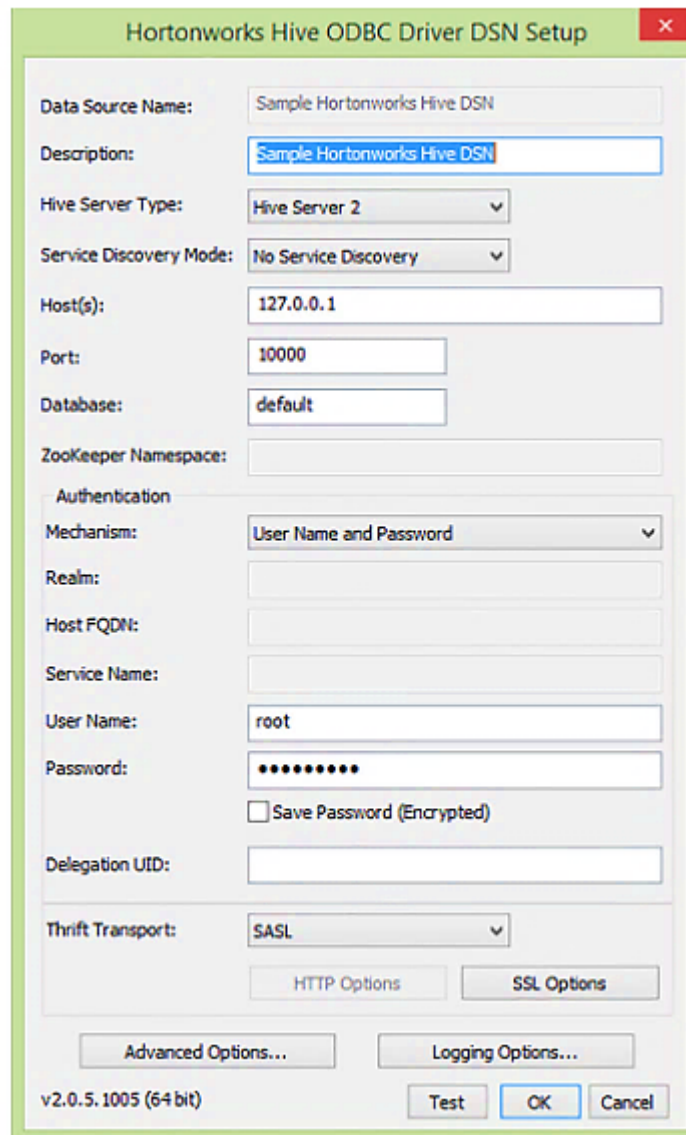 Hortonworks Hive ODBC Driver DSN Setup
Data Source Name: Sample Hortonworks Hive DSN
Description: Sample Hortonworks Hive DSN
Hive Server Type: Hive Server 2
Service Discovery Mode: No Service Discovery
Host(s): 127.0.0.1
Port: 10000
Database: default
ZooKeeper Namespace:
Authentication
Mechanism: User Name and Password
Realm:
Host FQDN:
Service Name:
User Name: root
Password: •••••••••
Save Password (Encrypted)
Delegation UID:
Thrift Transport: SASL
HTTP Options SSL Options
Advanced Options... Logging Options...
v2.0.5.1005 (64 bit) Test OK Cancel